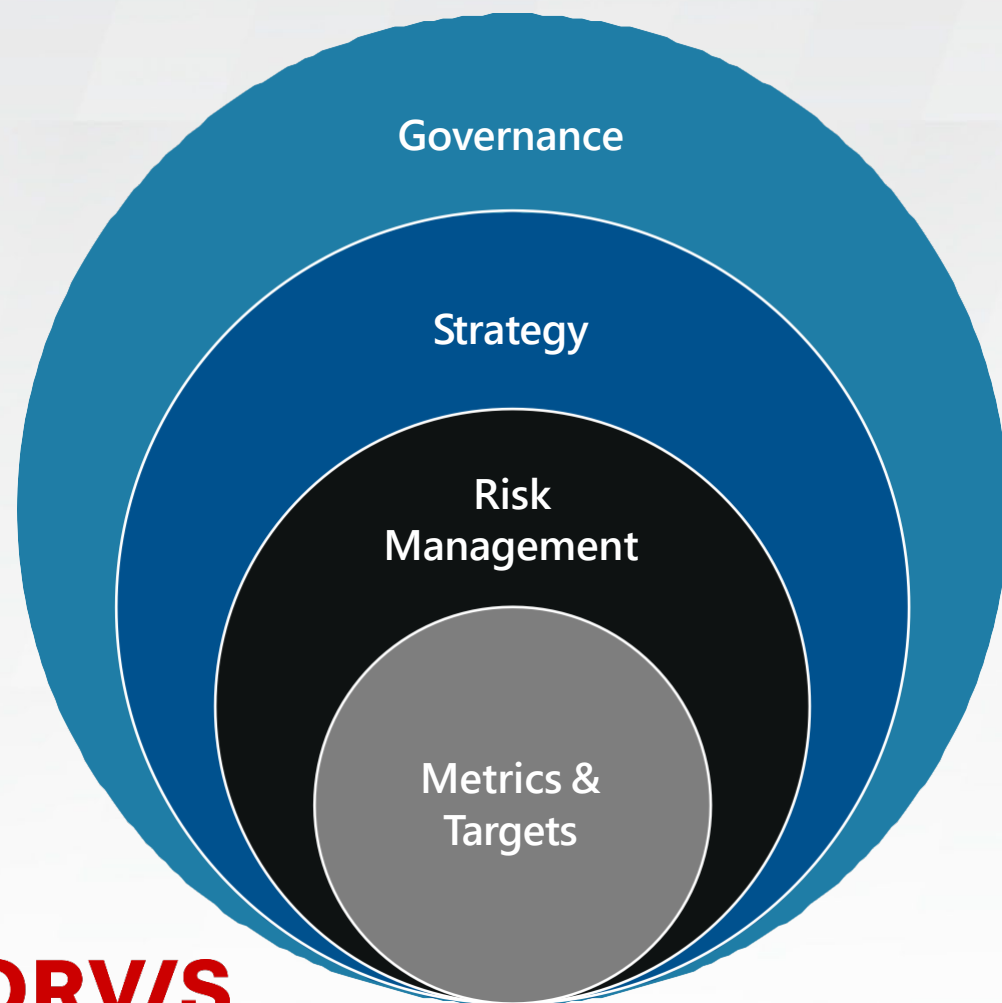 Governance
Strategy
Risk
Management
Metrics &
Targets